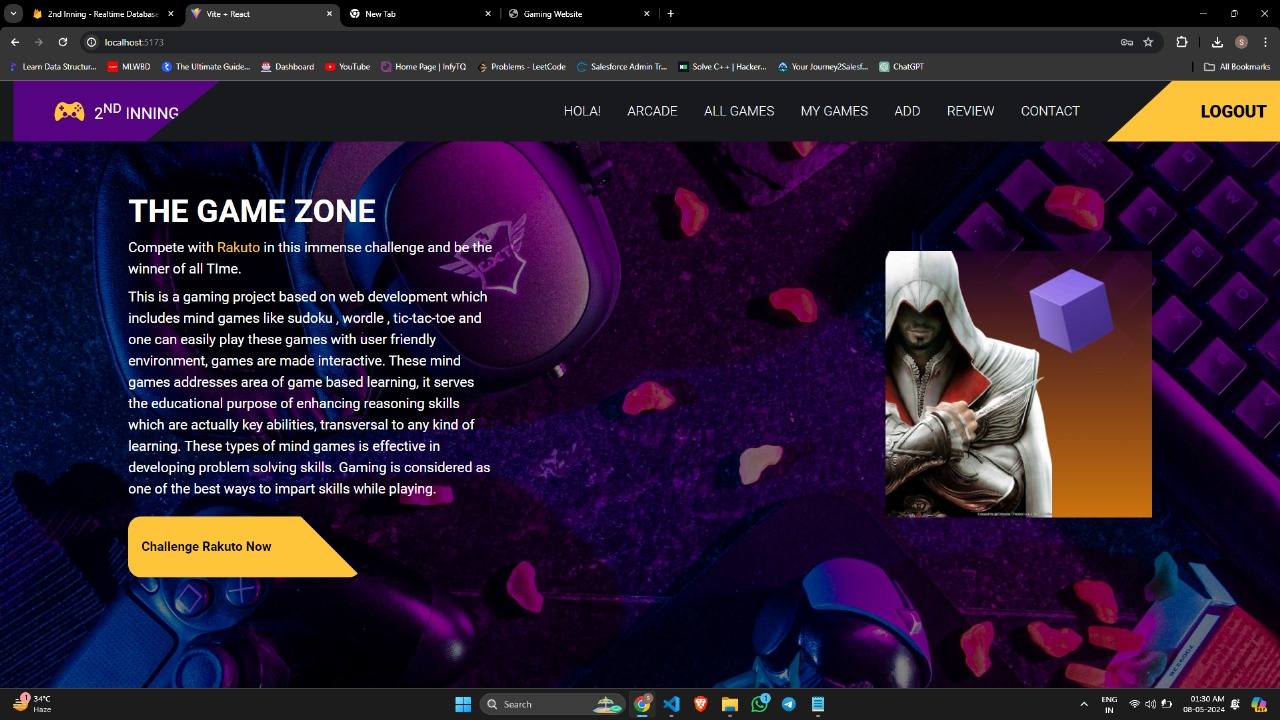 2nd Inning - Realtime Database
Vite + React
New Tab
Gaming Website
localhost:5173
Learn Data Structur...
MLWBD
The Ultimate Guide...
Dashboard
YouTube
Home Page | InfyTQ
Problems - LeetCode
Salesforce Admin Tr...
Solve C++ | Hacker...
Your Journey2Salesf...
ChatGPT
All Bookmarks
2ND INNING
HOLA!
ARCADE
ALL GAMES
MY GAMES
ADD
REVIEW
CONTACT
LOGOUT
THE GAME ZONE
Compete with Rakuto in this immense challenge and be the
winner of all TIme.
This is a gaming project based on web development which
includes mind games like sudoku , wordle , tic-tac-toe and
one can easily play these games with user friendly
environment, games are made interactive. These mind
games addresses area of game based learning, it serves
the educational purpose of enhancing reasoning skills
which are actually key abilities, transversal to any kind of
learning. These types of mind games is effective in
developing problem solving skills. Gaming is considered as
one of the best ways to impart skills while playing.
Challenge Rakuto Now
34°C
Haze
Search
ENG
IN
01:30 AM
08-05-2024